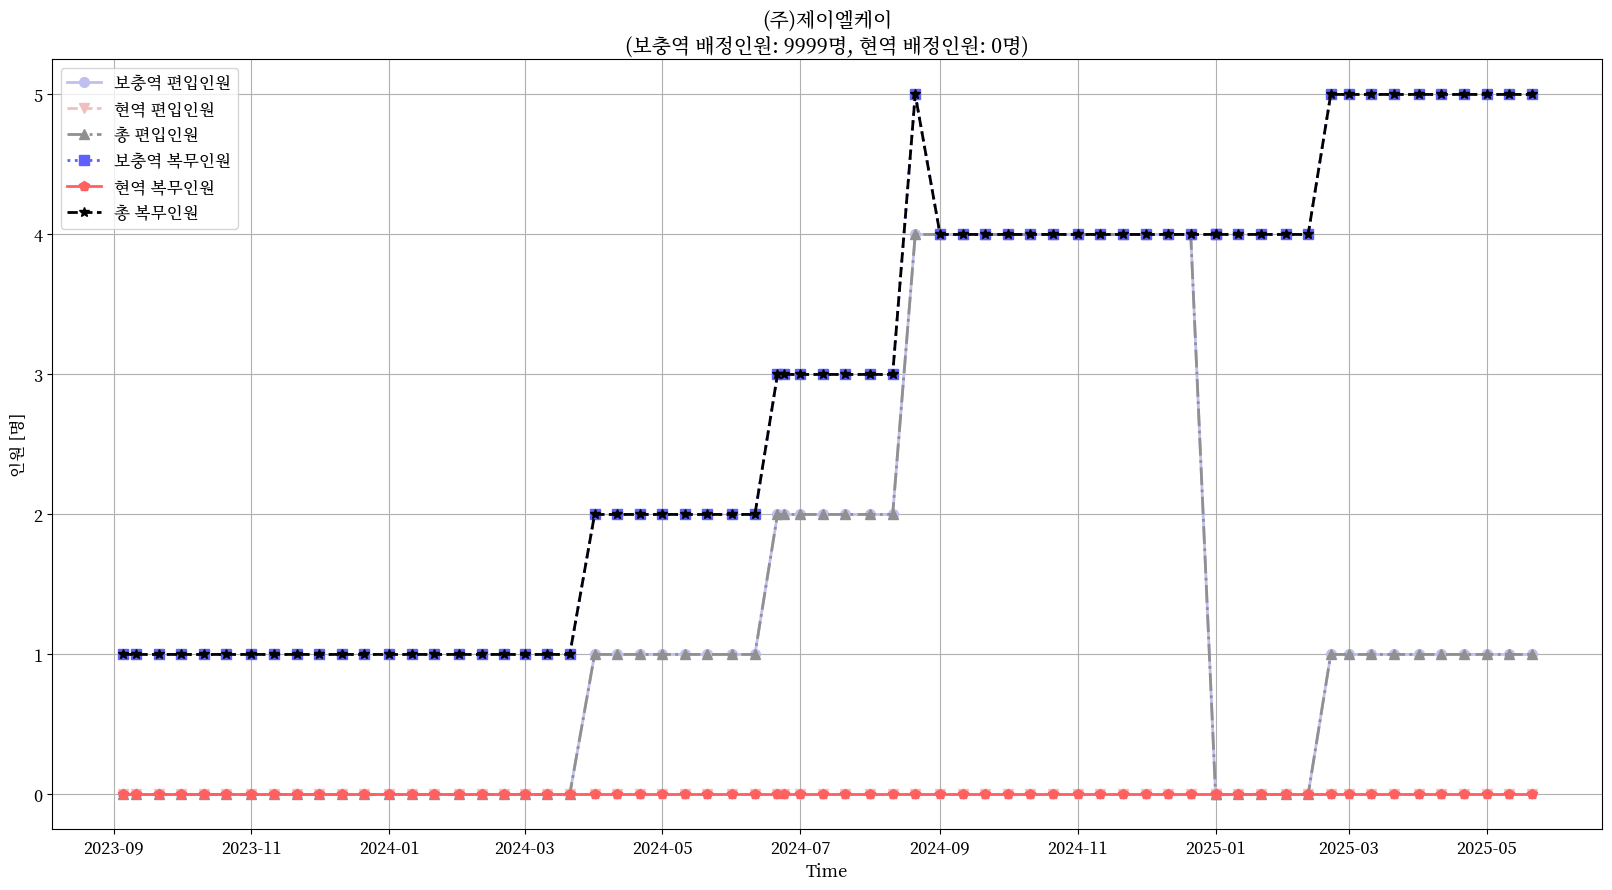 (주)제이엘케이
(보충역 배정인원: 9999명, 현역 배정인원: 0명)
보충역 편입인원
현역 편입인원
총 편입인원
보충역 복무인원
현역 복무인원
총 복무인원
인원 [명]
5
4
3
2
1
0
2023-09 2023-11 2024-01 2024-03 2024-05 2024-07 2024-09 2024-11 2025-01 2025-03 2025-05
Time